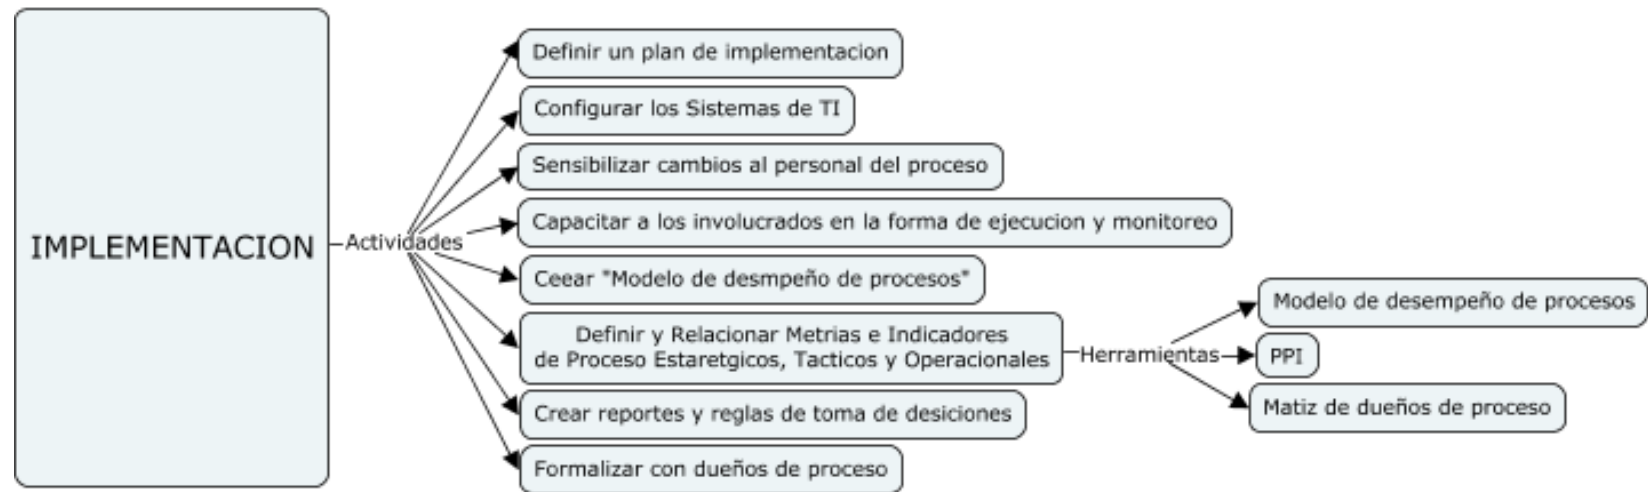 IMPLEMENTACION
Actividades
Definir un plan de implementacion
Configurar los Sistemas de TI
Sensibilizar cambios al personal del proceso
Capacitar a los involucrados en la forma de ejecucion y monitoreo
Ceear "Modelo de desmpeño de procesos"
Definir y Relacionar Metrias e Indicadores
de Proceso Estaretgicos, Tacticos y Operacionales
Herramientas
Modelo de desempeño de procesos
PPI
Matiz de dueños de proceso
Crear reportes y reglas de toma de desiciones
Formalizar con dueños de proceso